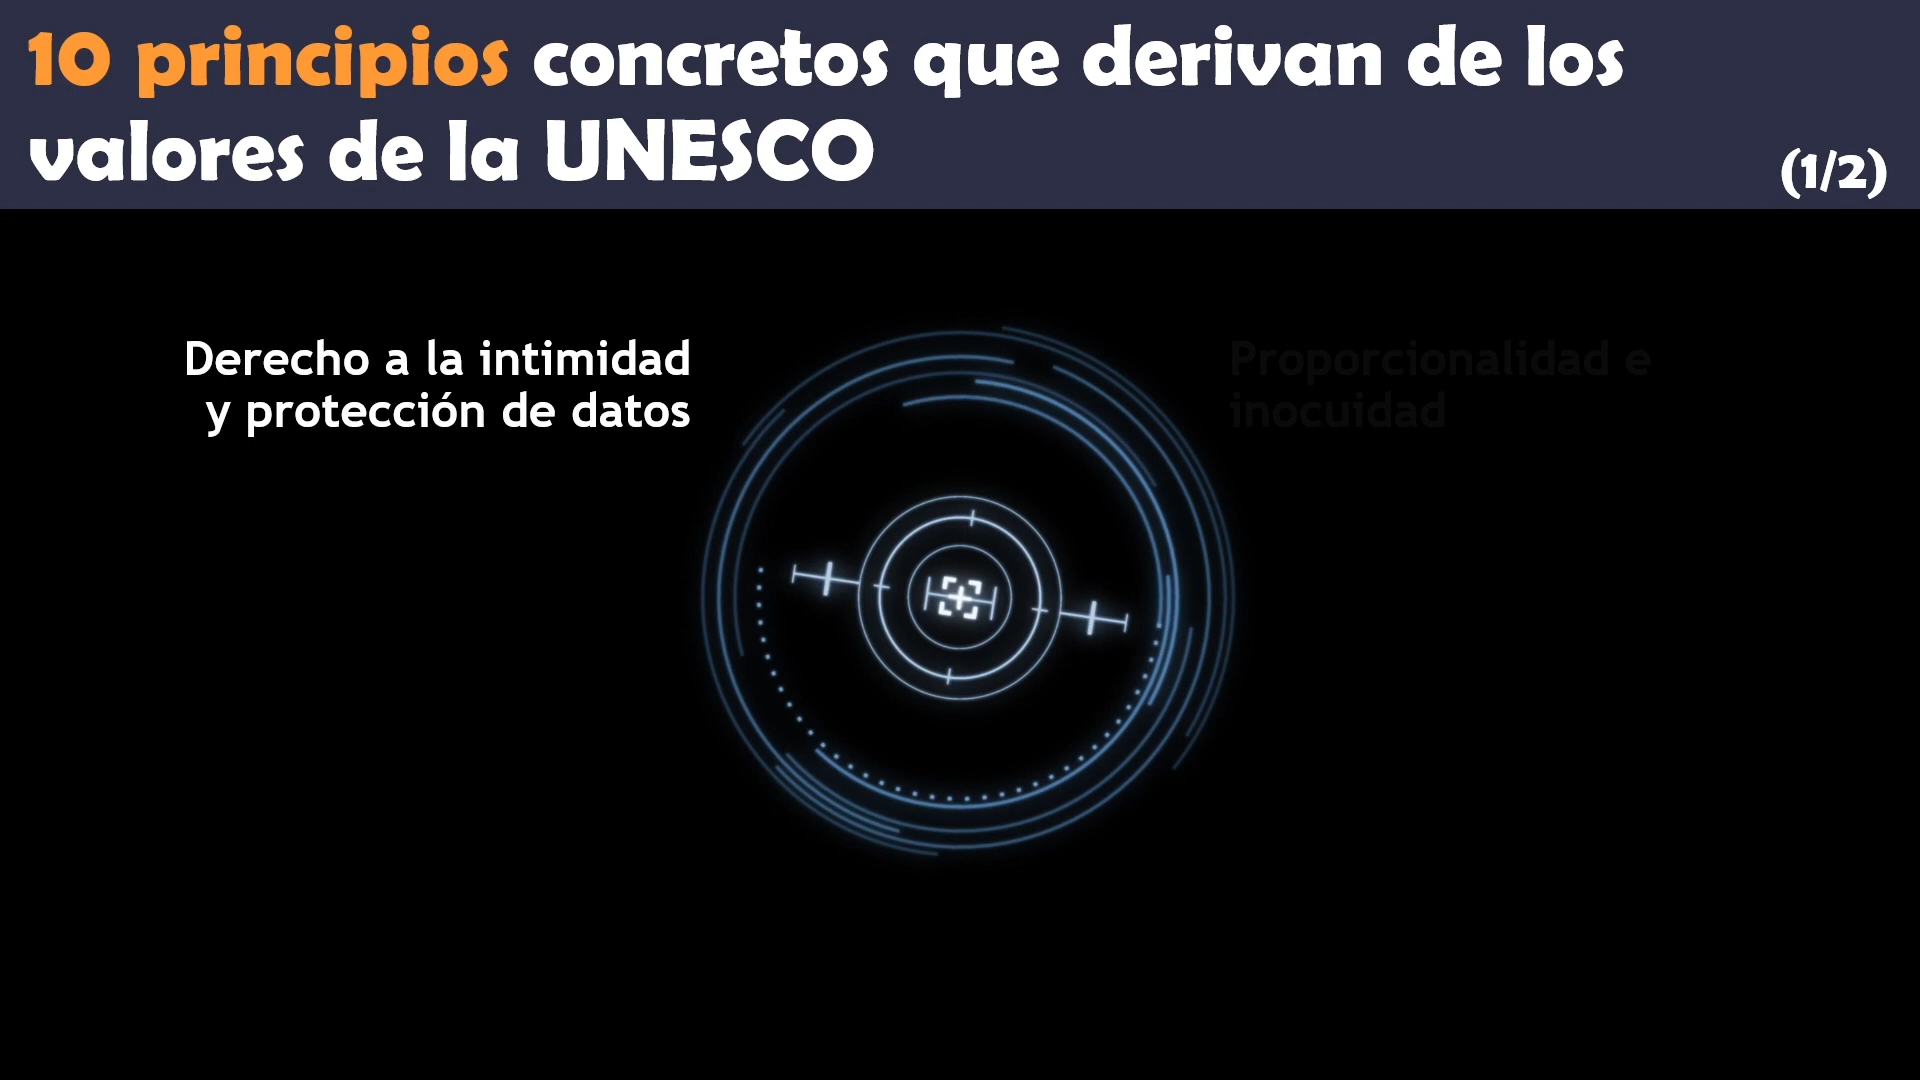 10 principios concretos que derivan de los
valores de la UNESCO
(1/2)
Derecho a la intimidad
y protección de datos
Proporcionalidad e
inocuidad